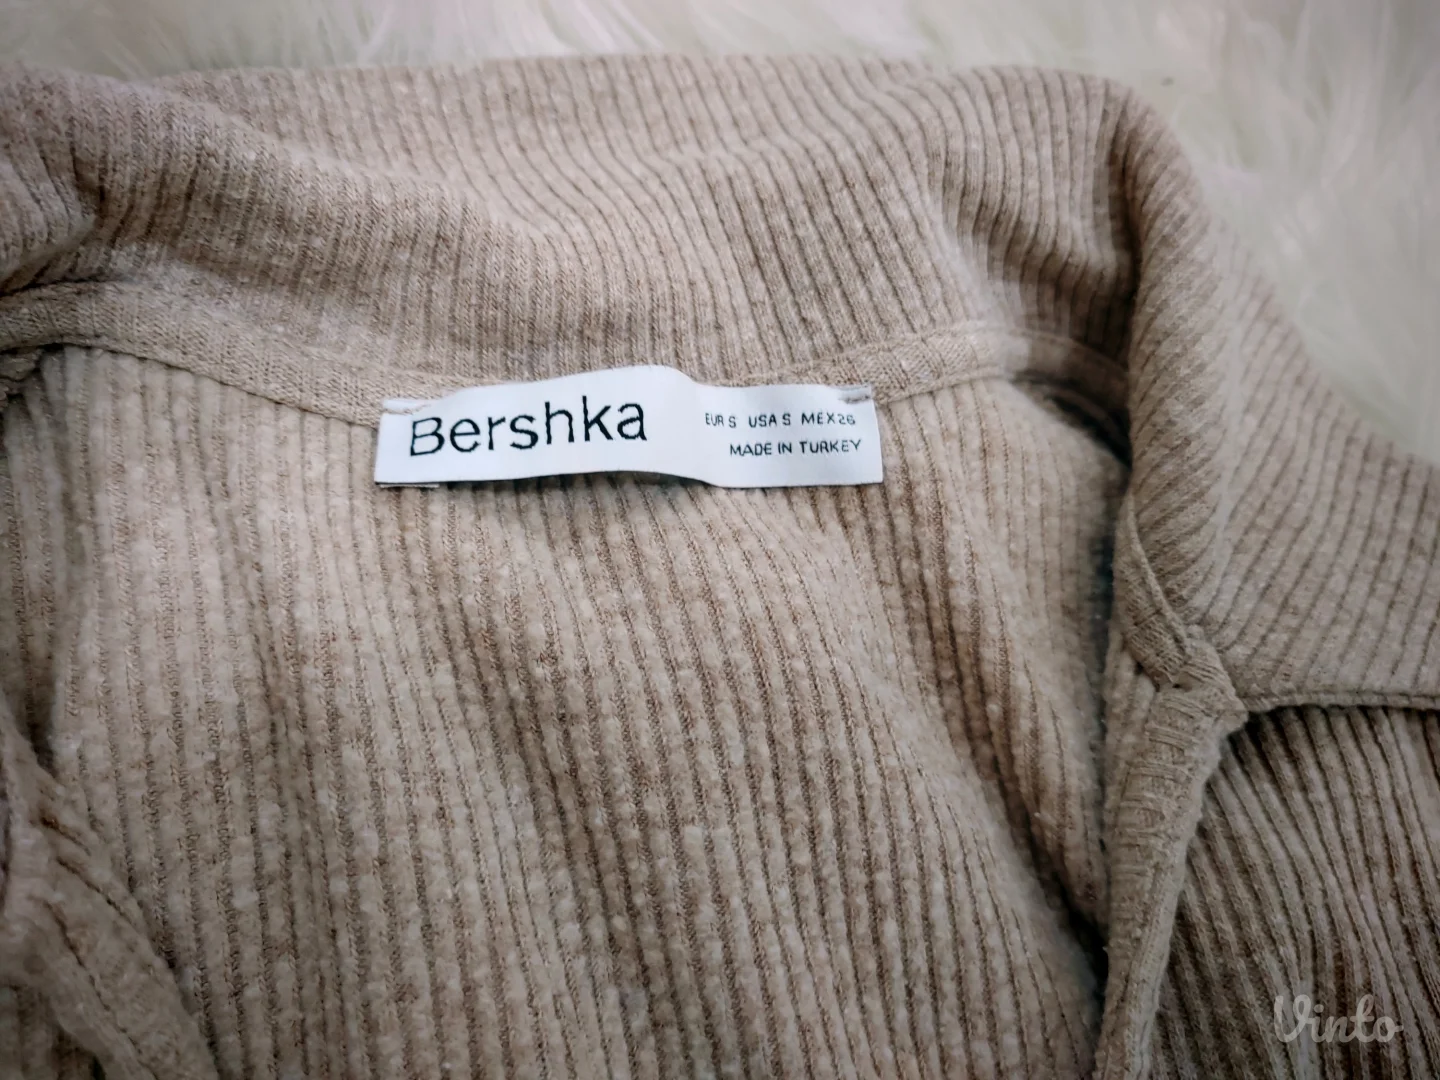 Bershka
EUR S USA S MEX26
MADE IN TURKEY
Vinto